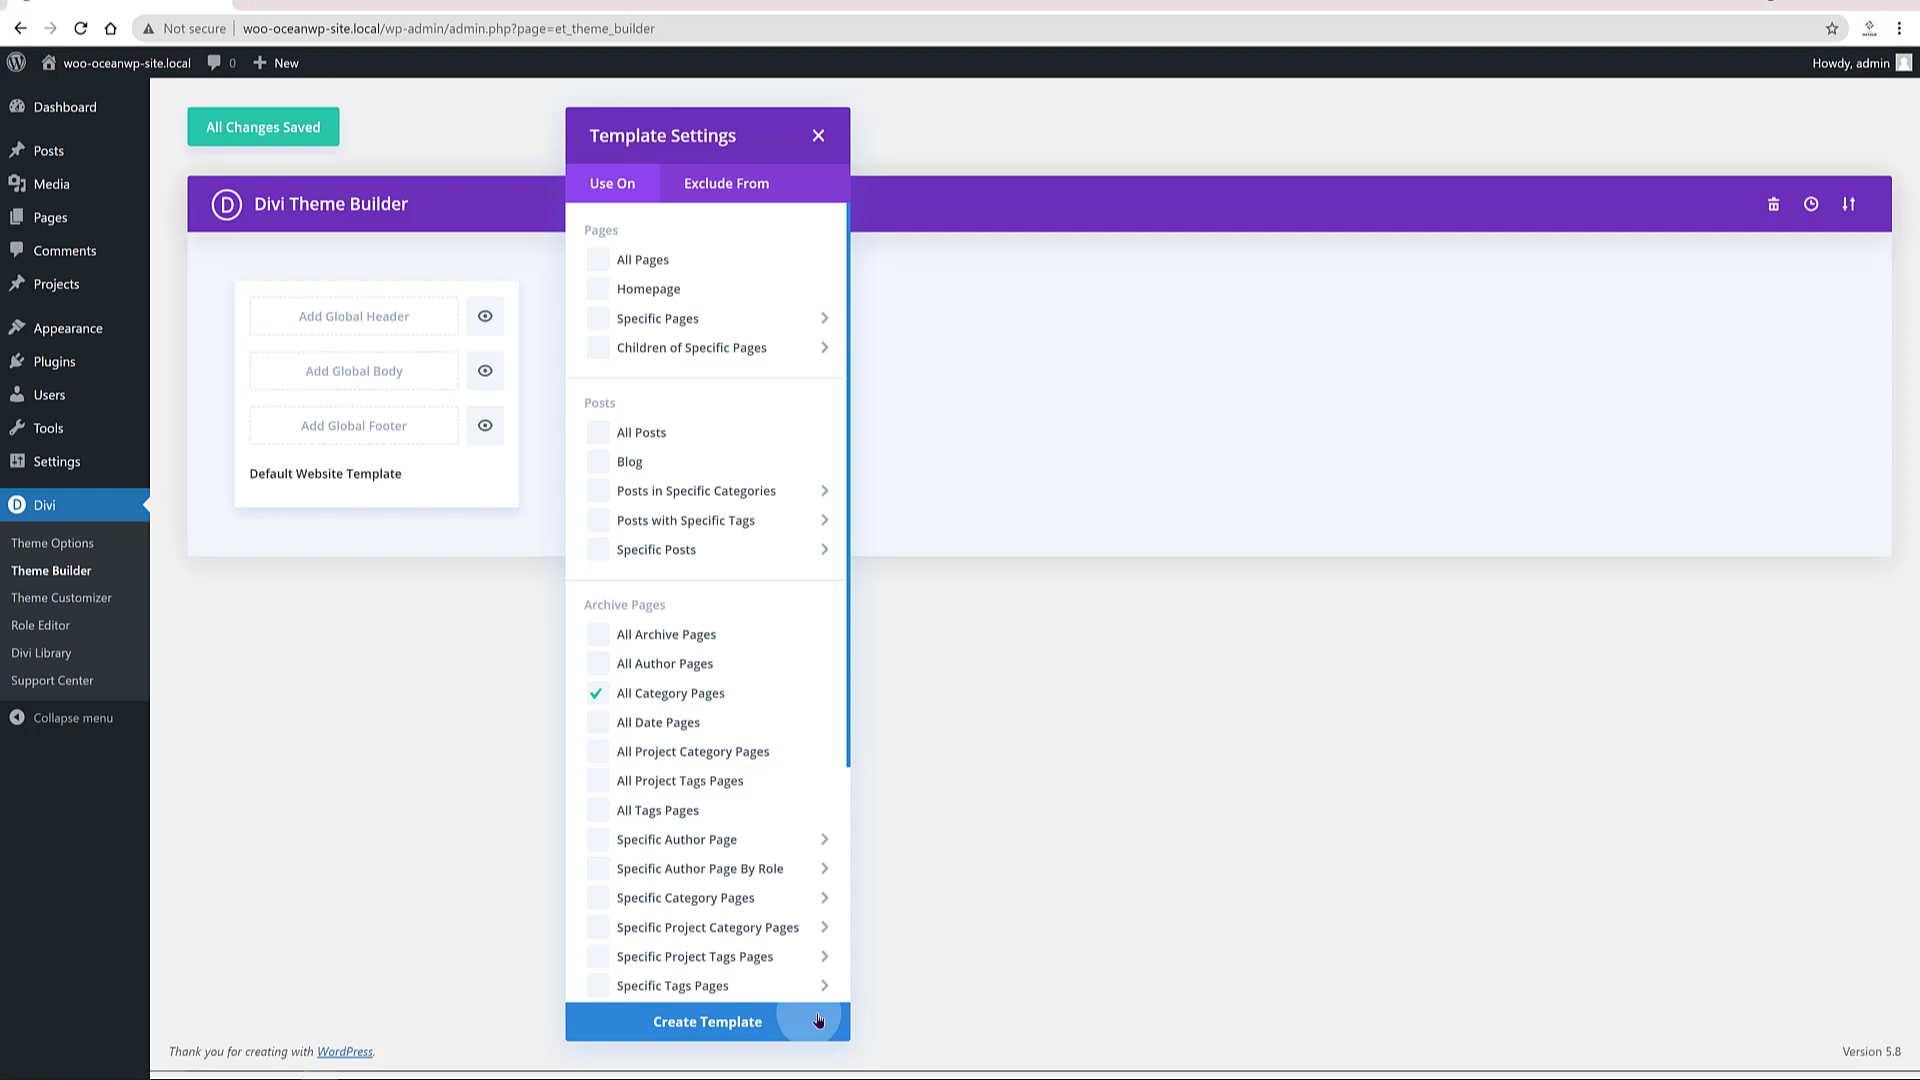 Not secure
woo-oceanwp-site.local/wp-admin/admin.php?page=et_theme_builder
woo-oceanwp-site.local
0
New
Howdy, admin
Dashboard
Posts
Media
Pages
Comments
Projects
Appearance
Plugins
Users
Tools
Settings
Divi
Theme Options
Theme Builder
Theme Customizer
Role Editor
Divi Library
Support Center
Collapse menu
All Changes Saved
D Divi Theme Builder
Add Global Header
Add Global Body
Add Global Footer
Default Website Template
Template Settings
Use On
Exclude From
Pages
All Pages
Homepage
Specific Pages
Children of Specific Pages
Posts
All Posts
Blog
Posts in Specific Categories
Posts with Specific Tags
Specific Posts
Archive Pages
All Archive Pages
All Author Pages
All Category Pages
All Date Pages
All Project Category Pages
All Project Tags Pages
All Tags Pages
Specific Author Page
Specific Author Page By Role
Specific Category Pages
Specific Project Category Pages
Specific Project Tags Pages
Specific Tags Pages
Create Template
Thank you for creating with WordPress.
Version 5.8